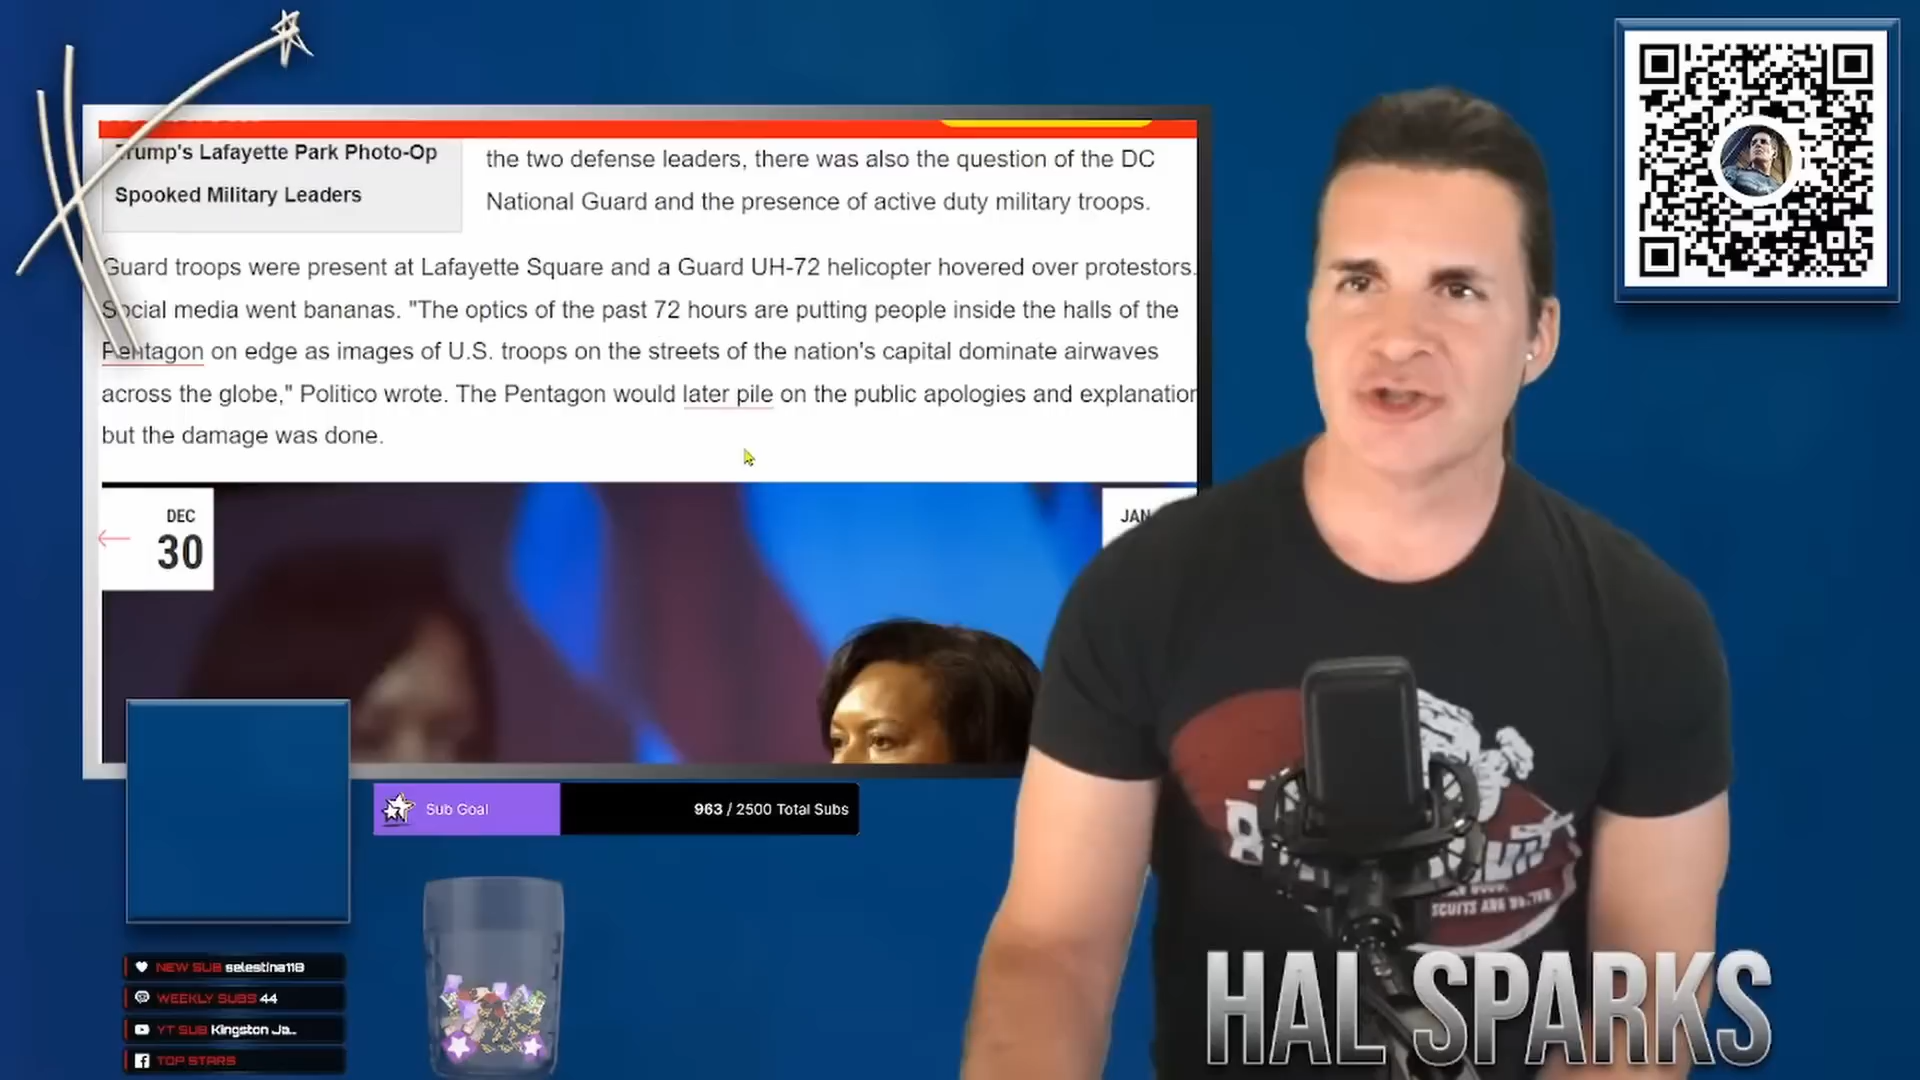 Trump's Lafayette Park Photo-Op
Spooked Military Leaders
the two defense leaders, there was also the question of the DC
National Guard and the presence of active duty military troops.
Guard troops were present at Lafayette Square and a Guard UH-72 helicopter hovered over protestors.
Social media went bananas. "The optics of the past 72 hours are putting people inside the halls of the
Pentagon on edge as images of U.S. troops on the streets of the nation's capital dominate airwaves
across the globe," Politico wrote. The Pentagon would later pile on the public apologies and explanation
but the damage was done.
DEC
30
JAN
Sub Goal
963 / 2500 Total Subs
NEW SUB selestina118
WEEKLY SUBS 44
YT SUB Kingston Ja...
TOP STARS
HAL SPARKS